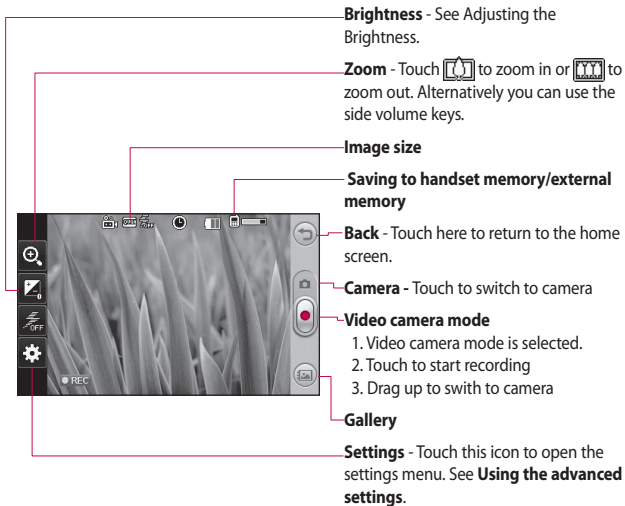 Brightness - See Adjusting the
Brightness.
Zoom - Touch to zoom in or to
zoom out. Alternatively you can use the
side volume keys.
Image size
Saving to handset memory/external
memory
Back - Touch here to return to the home
screen.
Camera - Touch to switch to camera
Video camera mode
1. Video camera mode is selected.
2. Touch to start recording
3. Drag up to swith to camera
Gallery
Settings - Touch this icon to open the
settings menu. See Using the advanced
settings.
OFF
0
OFF
REC